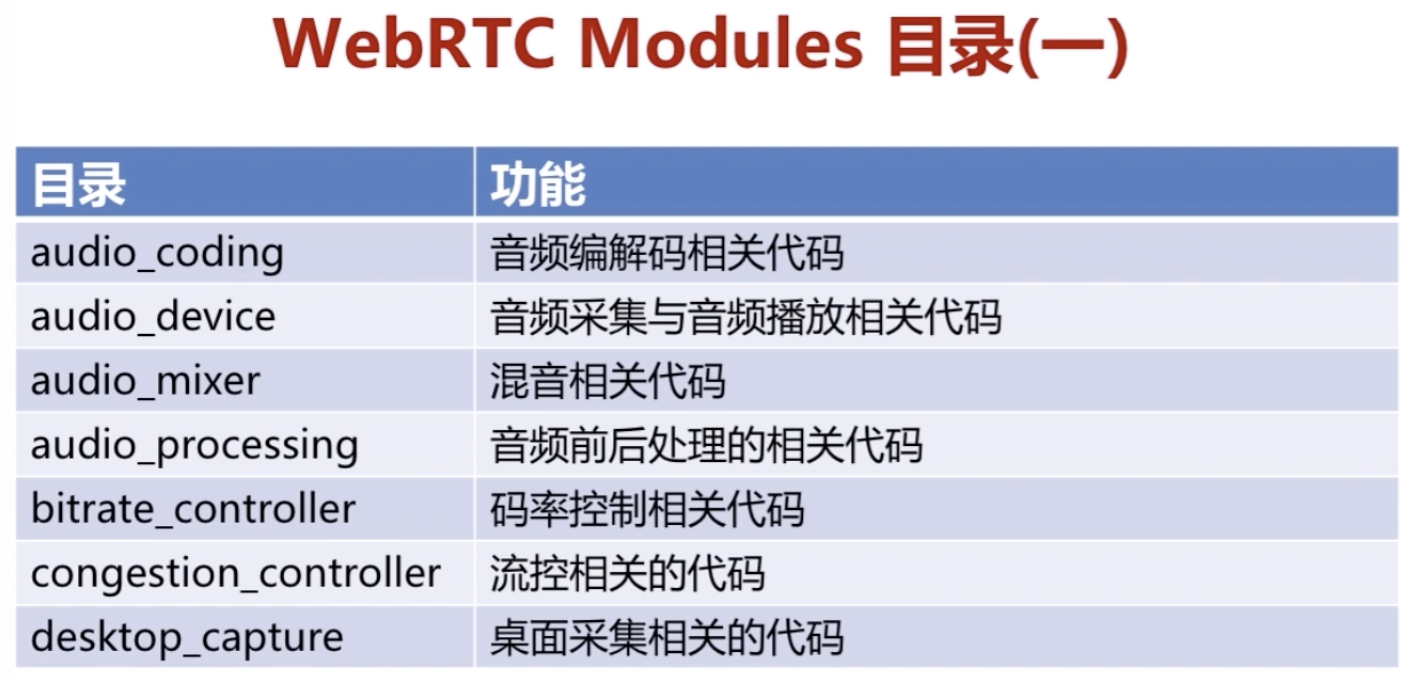 WebRTC Modules 目录(一)
目录 功能
audio_coding 音频编解码相关代码
audio_device 音频采集与音频播放相关代码
audio_mixer 混音相关代码
audio_processing 音频前后处理的相关代码
bitrate_controller 码率控制相关代码
congestion_controller 流控相关的代码
desktop_capture 桌面采集相关的代码